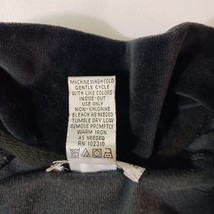 MACHINE WASH COLD
GENTLE CYCLE
WITH LIKE COLORS
INSIDE-OUT
USE ONLY
NON-CHLORINE
BLEACH AS NEEDED
TUMBLE DRY LOW
REMOVE PROMPTLY
WARM IRON
AS NEEDED
RN 102310